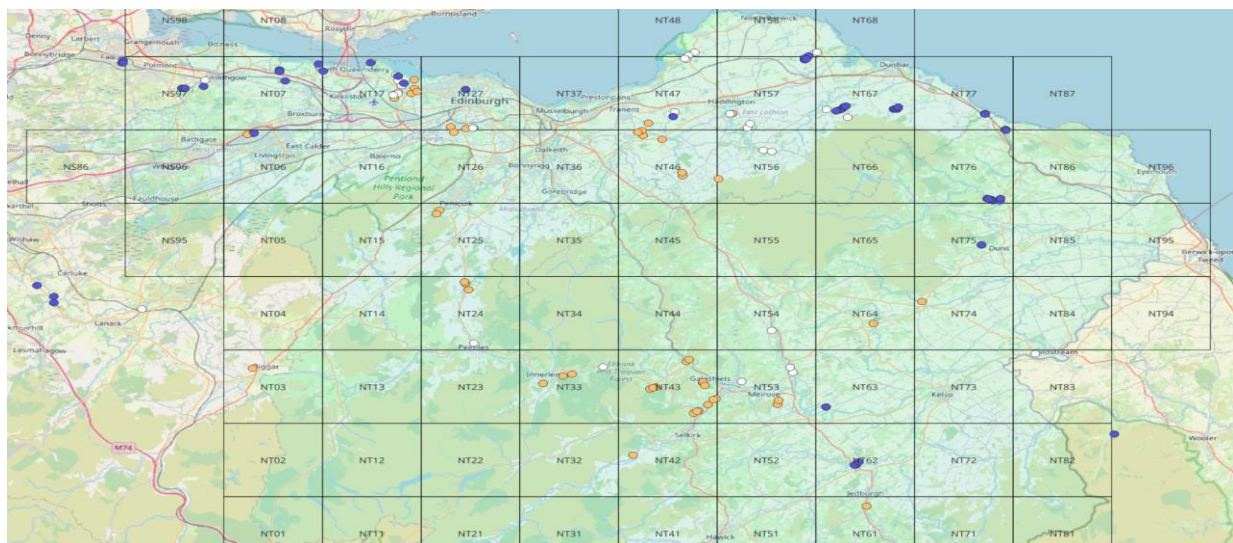 Burntisland
NS98
NT08
Rosyth
NT48
North Berwick
NT58
NT68
Denny
Larbert
Grangemouth
Bo'ness
Bonnybridge
Polmont
Queensferry
Dunbar
NS97
NT07
Kirkliston
NT17
NT27
Edinburgh
NT37
Prestonpans
NT47
Tranent
Haddington
NT57
East Lothian
NT67
NT77
NT87
Broxburn
Musselburgh
Bathgate
East Calder
Dalkeith
Livingston
Balerno
NS86
NS96
NT06
NT16
NT26
Bonnyrigg
NT36
NT46
NT56
NT66
NT76
NT86
NT96
Eyemouth
Pentland
Hills Regional
Park
Gorebridge
Fauldhouse
Shotts
Penicuik
Wishaw
NS95
NT05
NT15
NT25
NT35
NT45
NT55
NT65
NT75
Duns
NT85
NT95
Berwick-upon-
Tweed
Carluke
Lanark
NT04
NT14
NT24
NT34
NT44
NT54
NT64
NT74
NT84
NT94
Lesmahagow
Peebles
Biggar
NT03
NT13
NT23
NT33
NT43
Galashiels
Melrose
NT53
NT63
NT73
Kelso
NT83
Wooler
M74
Selkirk
NT02
NT12
NT22
NT32
NT42
NT52
NT62
NT72
NT82
Jedburgh
NT01
NT11
NT21
NT31
NT41
Hawick
NT51
NT61
NT71
NT81